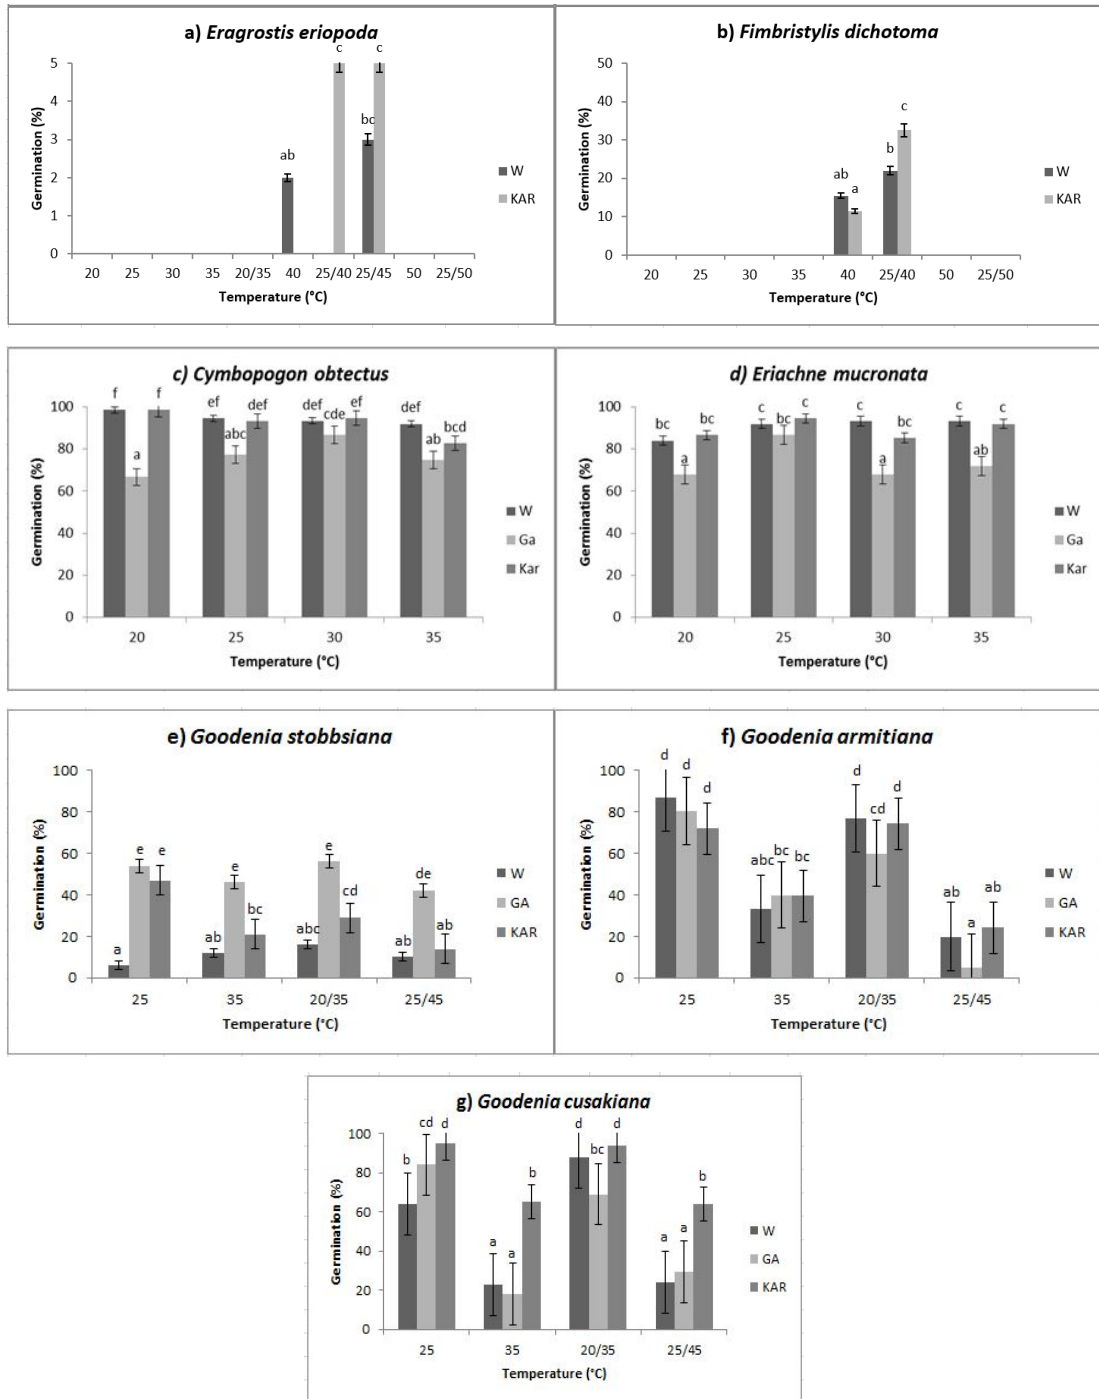 a) Eragrostis eriopoda
c c
5
bc
4
3
ab
2
1
0
20 25 30 35 20/35 40 25/40 25/45 50 25/50
Temperature (°C)
Germination (%)
W
KAR
b) Fimbristylis dichotoma
50
40
c
30
b
ab a
20
10
0
20 25 30 35 40 25/40 50 25/50
Temperature (°C)
Germination (%)
W
KAR
c) Cymbopogon obtectus
f f ef def def cde ef def
100
a abc ab bcd
80
60
40
20
0
20 25 30 35
Temperature (°C)
Germination (%)
W
Ga
Kar
d) Eriachne mucronata
bc a bc c bc c c a bc c ab c
100
80
60
40
20
0
20 25 30 35
Temperature (°C)
Germination (%)
W
Ga
Kar
e) Goodenia stobbsiana
100
80
60
40
20
0
a e e ab e bc abc e cd ab de ab
25 35 20/35 25/45
Temperature (°C)
Germination (%)
W
GA
KAR
f) Goodenia armitiana
100
80
60
40
20
0
d d d abc bc bc d cd d ab a ab
25 35 20/35 25/45
Temperature (°C)
Germination (%)
W
GA
KAR
g) Goodenia cusakiana
100
80
60
40
20
0
b cd d a a b d bc d a a b
25 35 20/35 25/45
Temperature (°C)
Germination (%)
W
GA
KAR